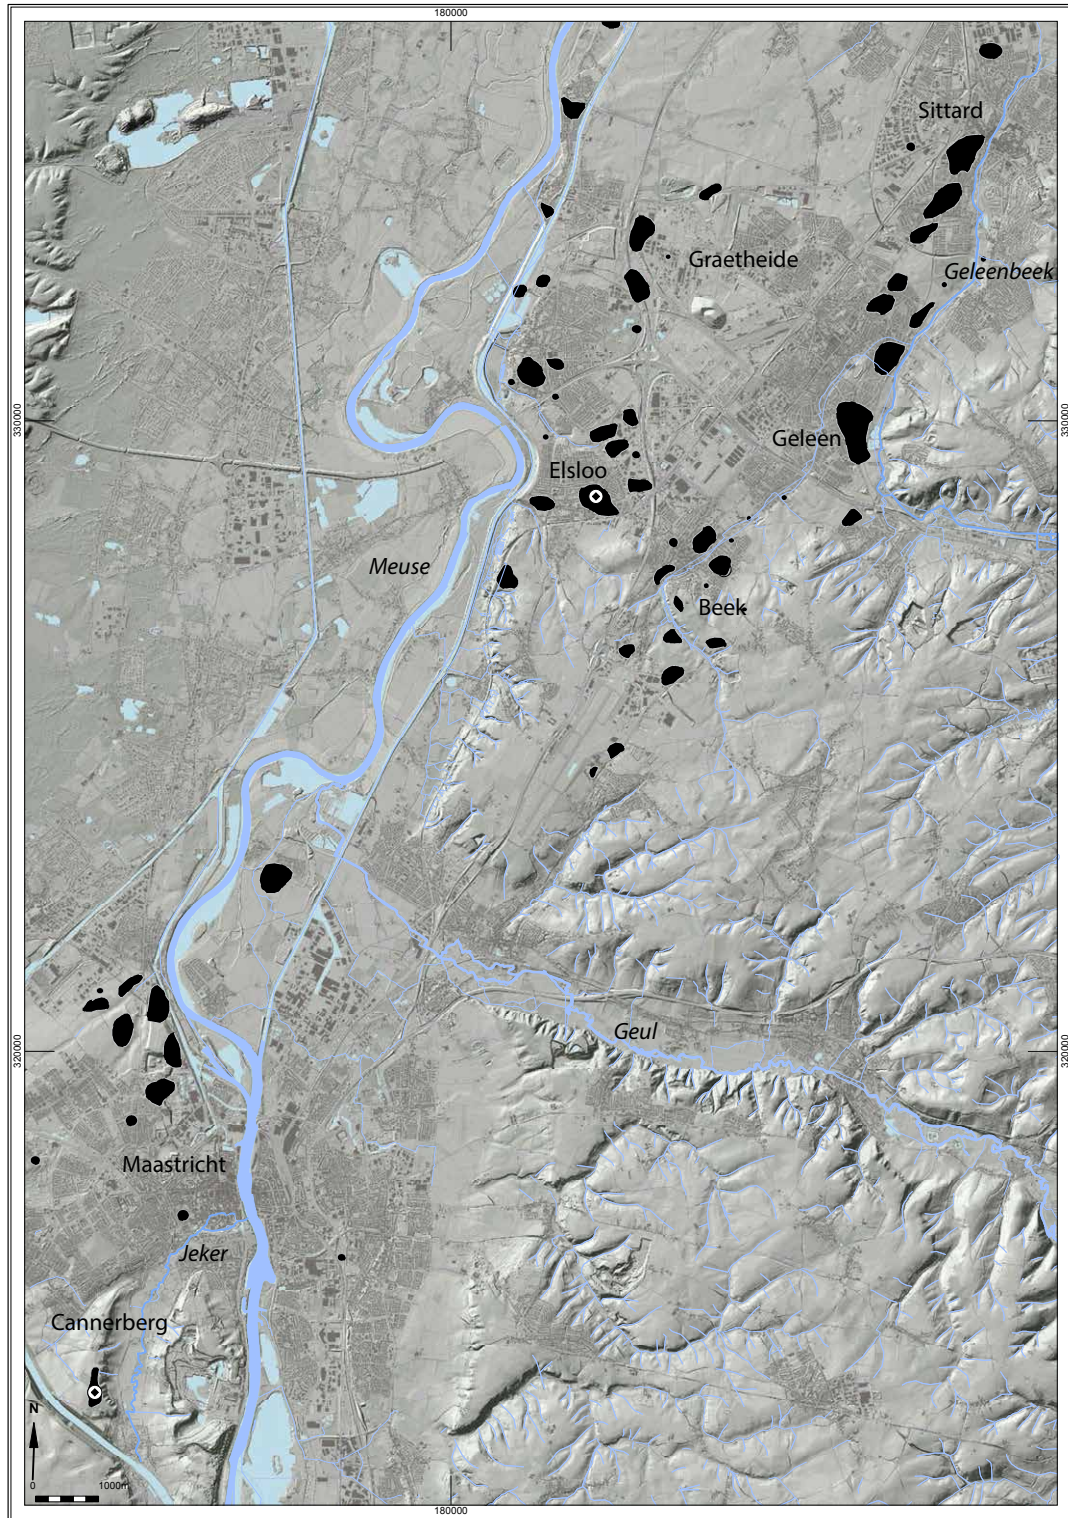 180000
Sittard
Graetheide
Geleenbeek
330000
330000
Geleen
Elsloo
Meuse
Beek
Geul
320000
320000
Maastricht
Jeker
Cannerberg
N
0 1000m
180000